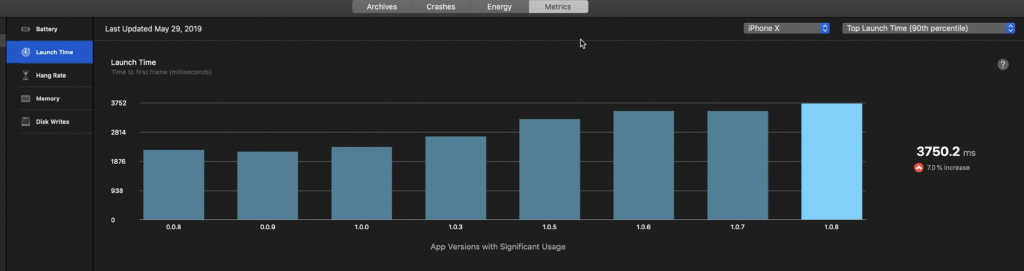 Archives Crashes Energy Metrics
Battery
Launch Time
Hang Rate
Memory
Disk Writes
Last Updated May 29, 2019
iPhone X
Top Launch Time (90th percentile)
Launch Time
Time to first frame (milliseconds)
?
3752
2814
1876
938
0
0.0.8 0.0.9 1.0.0 1.0.3 1.0.5 1.0.6 1.0.7 1.0.8
App Versions with Significant Usage
3750.2 ms
7.0 % increase